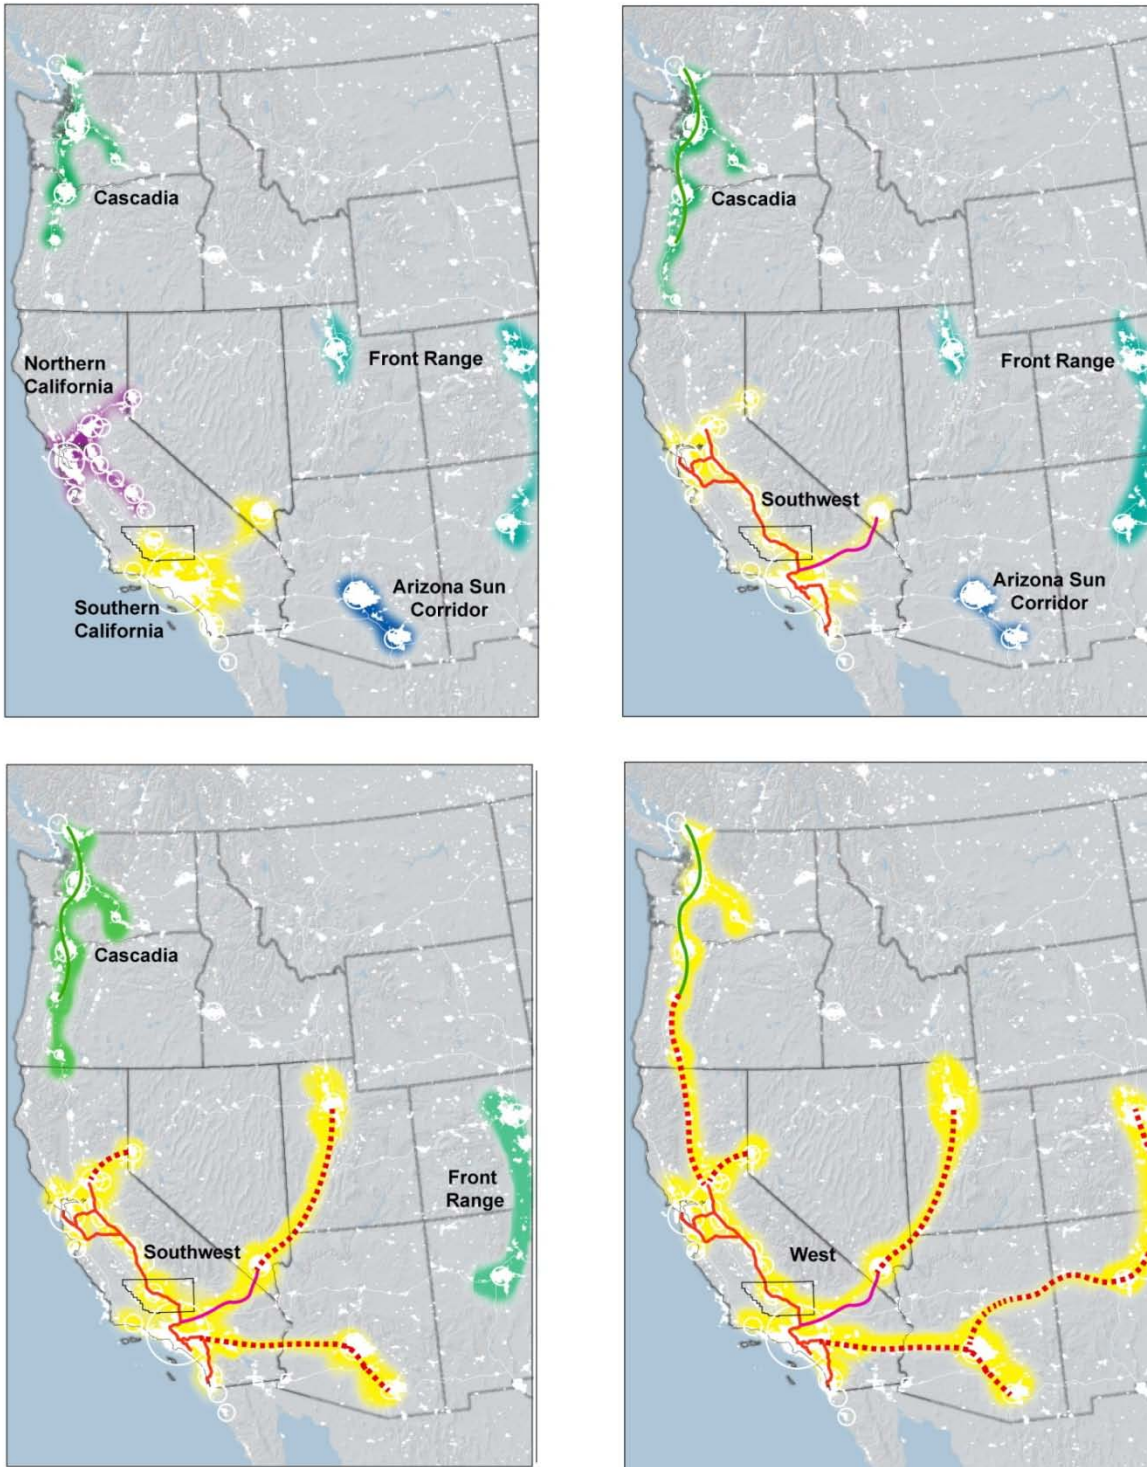 Cascadia
Northern
California
Front Range
Southern
California
Arizona Sun
Corridor
Cascadia
Front Range
Southwest
Arizona Sun
Corridor
Cascadia
Front
Range
Southwest
West